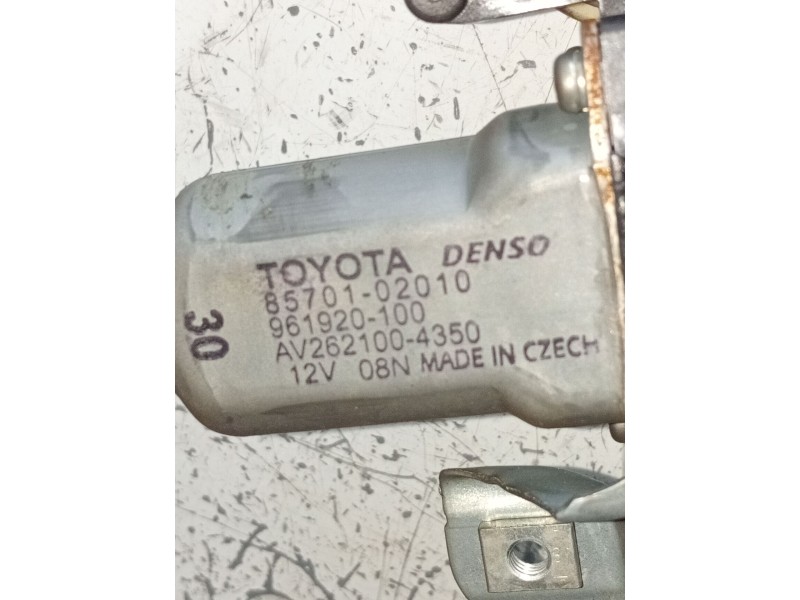 TOYOTA DENSO
85701-02010
961920-100
AV262100-4350
12V 08N MADE IN CZECH
30